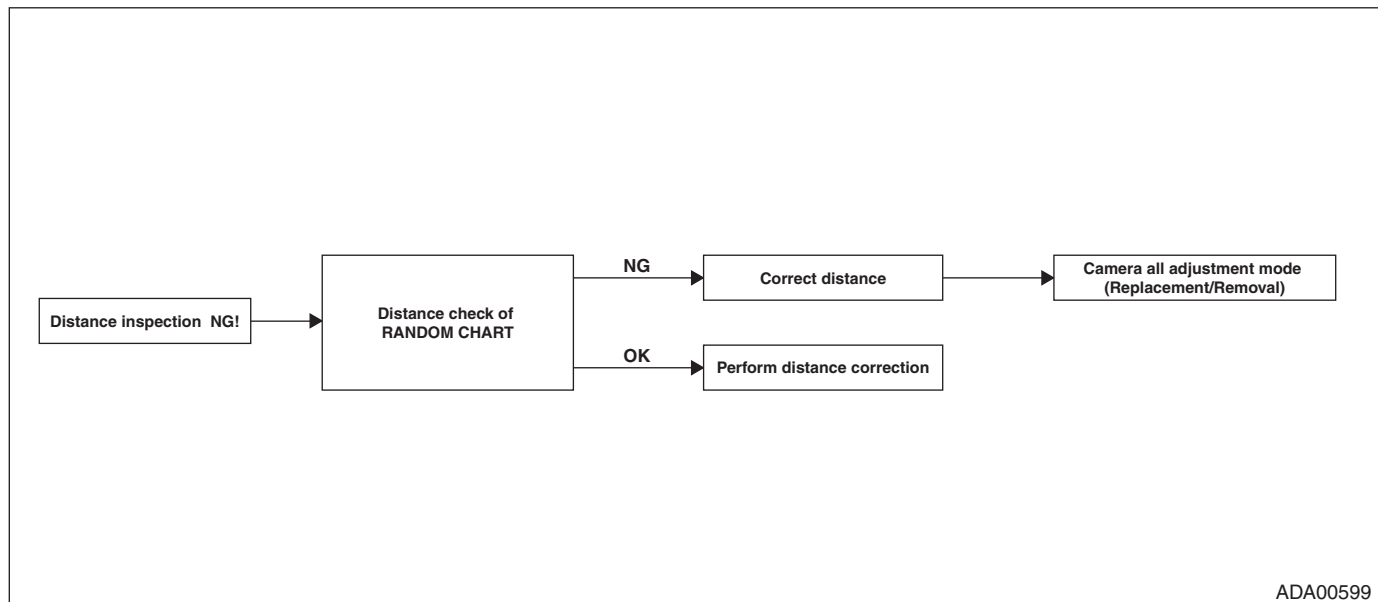 Distance inspection  NG!
Distance check of
RANDOM CHART
NG
Correct distance
Camera all adjustment mode
(Replacement/Removal)
OK
Perform distance correction
ADA00599